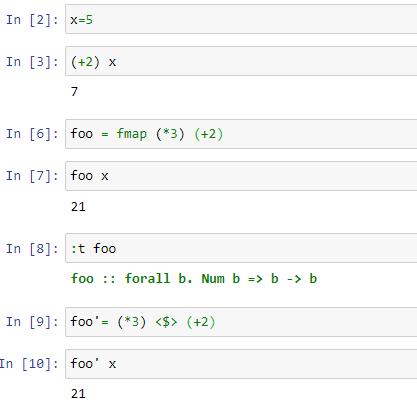 In [2]: x=5
In [3]: (+2) x
7
In [6]: foo = fmap (*3) (+2)
In [7]: foo x
21
In [8]: :t foo
foo :: forall b. Num b => b -> b
In [9]: foo'= (*3) <$> (+2)
In [10]: foo' x
21